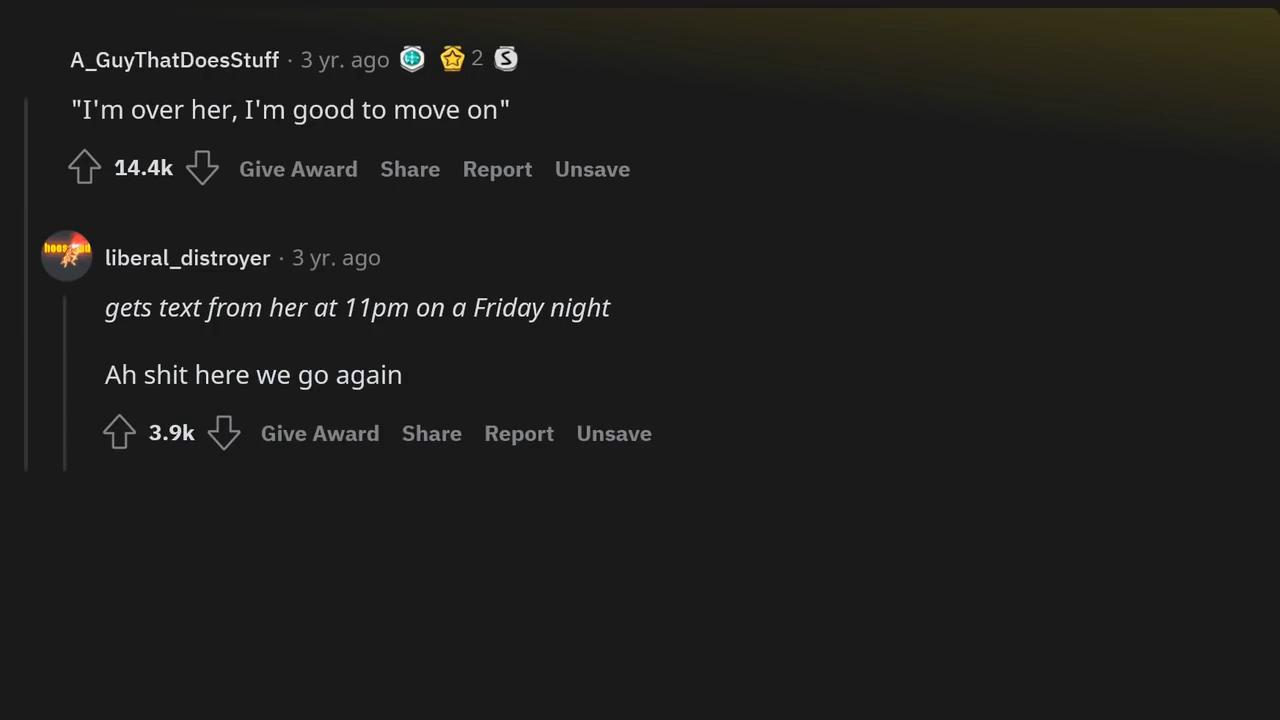 A_GuyThatDoesStuff · 3 yr. ago 2 S
"I'm over her, I'm good to move on"
14.4k Give Award Share Report Unsave
liberal_distroyer · 3 yr. ago
gets text from her at 11pm on a Friday night
Ah shit here we go again
3.9k Give Award Share Report Unsave